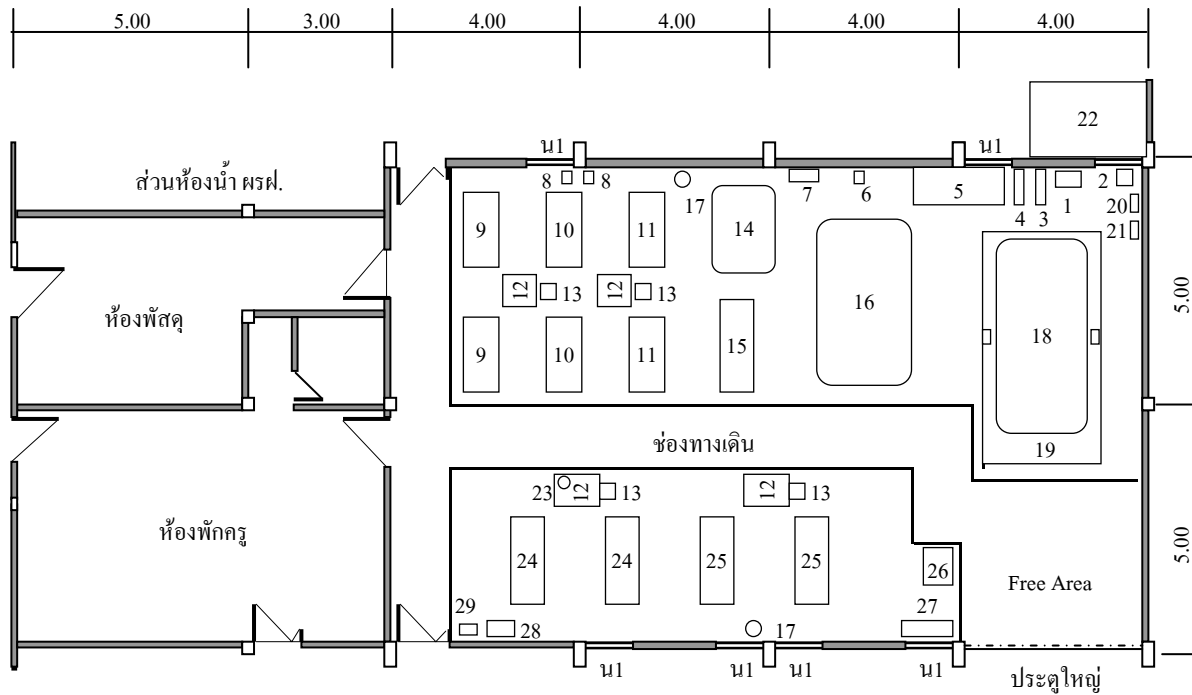 5.00 3.00 4.00 4.00 4.00 4.00
22
น1 น1
ส่วนห้องน้ำ ผรฝ.
8 8 17 7 6 5 4 3 1 2
20
21
9 10 11 14
12 13 12 13
16
18
5.00
ห้องพัสดุ
9 10 11 15
19
ช่องทางเดิน
23 12 13 12 13
ห้องพักครู
24 24 25 25 26
Free Area
5.00
29 28 17 27
น1 น1 น1 น1
ประตูใหญ่